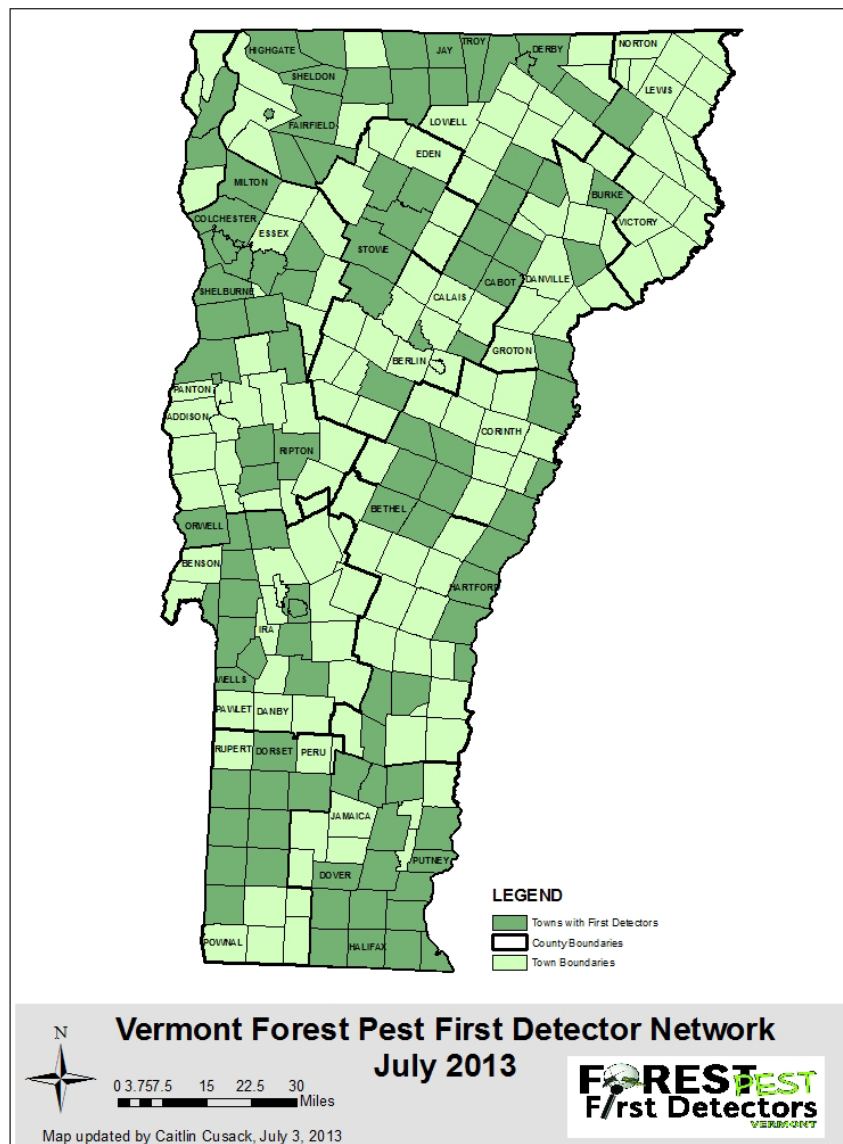 HIGHGATE
JAY
TROY
DERBY
NORTON
SHELDON
LEWIS
FAIRFIELD
LOWELL
EDEN
MILTON
BURKE
COLCHESTER
ESSEX
VICTORY
STOWE
SHELBURNE
CABOT
DANVILLE
CALAIS
GROTON
BERLIN
PANTON
ADDISON
CORINTH
RIPTON
BETHEL
ORWELL
BENSON
HARTFORD
IRA
WELLS
PAWLET
DANBY
RUPERT
DORSET
PERU
JAMAICA
PUTNEY
DOVER
POWNAL
HALIFAX
LEGEND
Towns with First Detectors
County Boundaries
Town Boundaries
Vermont Forest Pest First Detector Network
July 2013
N
0 3.757.5 15 22.5 30
Miles
FOREST PEST
First Detectors
VERMONT
Map updated by Caitlin Cusack, July 3, 2013